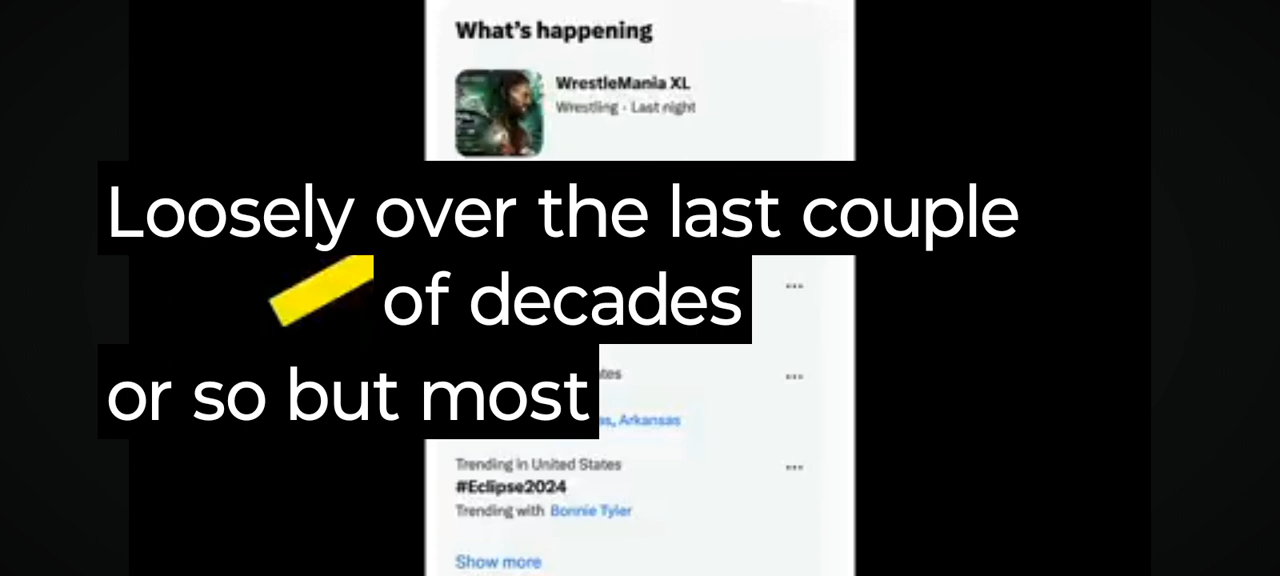 What's happening
WrestleMania XL
Wrestling · Last night
Loosely over the last couple
of decades
or so but most
Arkansas
Trending in United States
#Eclipse2024
Trending with Bonnie Tyler
Show more